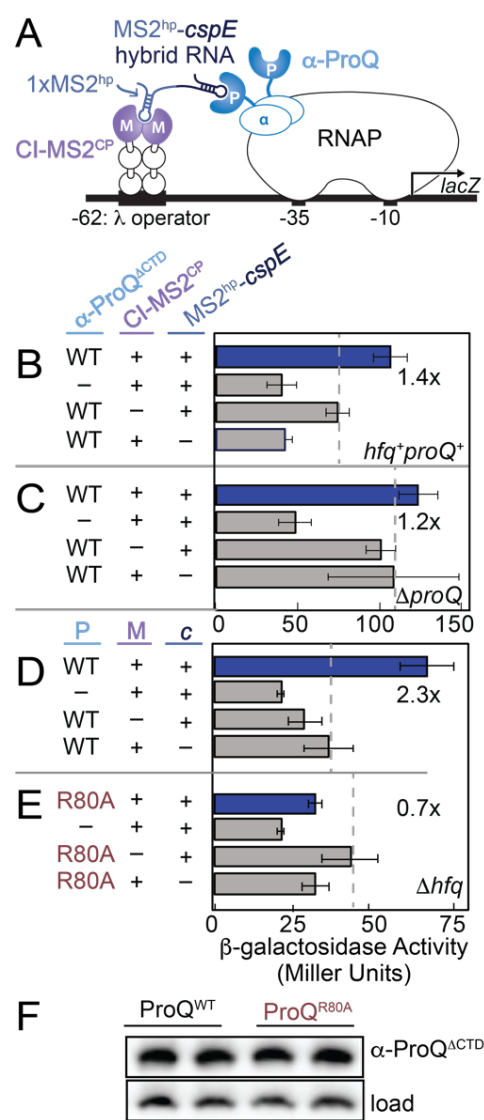 A
MS2hp-cspE
hybrid RNA
α-ProQ
1xMS2hp
P
P
α
M M
CI-MS2CP
RNAP
lacZ
-62: λ operator
-35
-10
α-ProQΔCTD
CI-MS2CP
MS2hp-cspE
B
WT + +
1.4x
– + +
WT – +
WT + –
hfq+proQ+
C
WT + +
1.2x
– + +
WT – +
WT + –
ΔproQ
0 50 100 150
P M c
D
WT + +
2.3x
– + +
WT – +
WT + –
E
R80A + +
0.7x
– + +
R80A – +
R80A + –
Δhfq
0 25 50 75
β-galactosidase Activity
(Miller Units)
F
ProQWT ProQR80A
α-ProQΔCTD
load